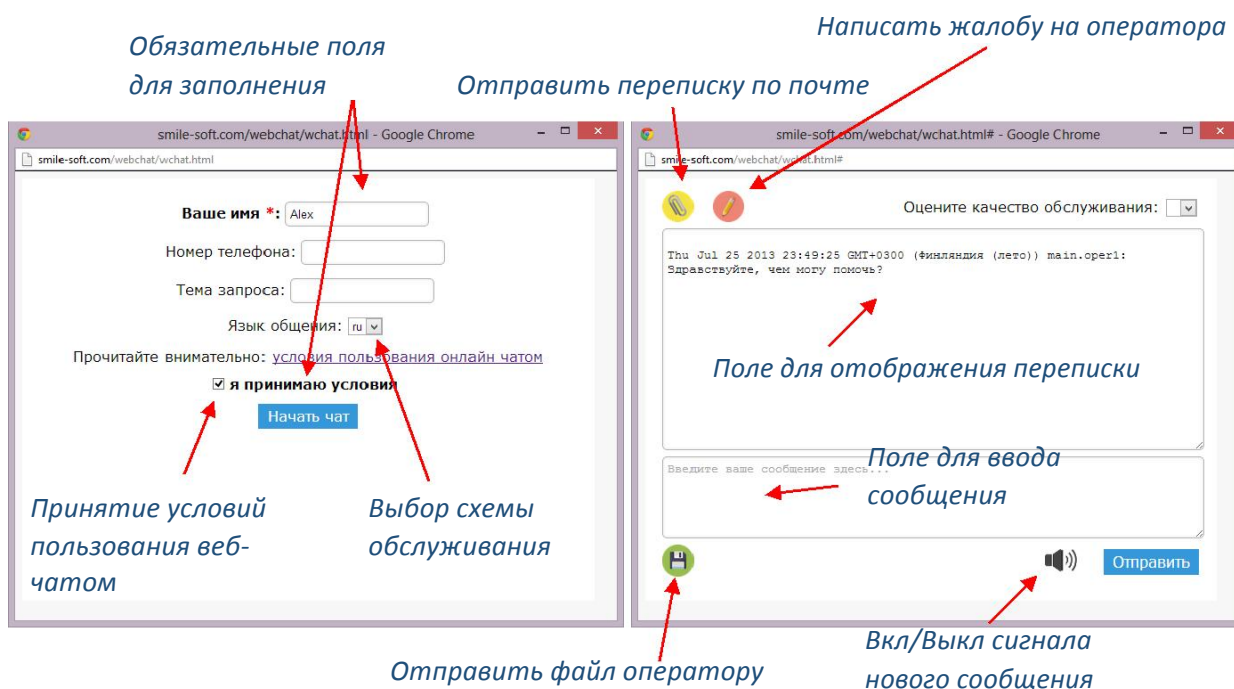 Написать жалобу на оператора
Обязательные поля
для заполнения
Отправить переписку по почте
smile-soft.com/webchat/wchat.html - Google Chrome
smile-soft.com/webchat/wchat.html
Ваше имя *: Alex
Номер телефона:
Тема запроса:
Язык общения: ru
Прочитайте внимательно: условия пользования онлайн чатом
я принимаю условия
Начать чат
Принятие условий
пользования веб-
чатом
Выбор схемы
обслуживания
smile-soft.com/webchat/wchat.html# - Google Chrome
smile-soft.com/webchat/wchat.html#
Оцените качество обслуживания:
Thu Jul 25 2013 23:49:25 GMT+0300 (Финляндия (лето)) main.oper1:
Здравствуйте, чем могу помочь?
Поле для отображения переписки
Введите ваше сообщение здесь...
Поле для ввода
сообщения
Отправить
Отправить файл оператору
Вкл/Выкл сигнала
нового сообщения